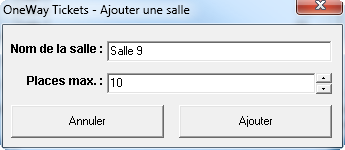 OneWay Tickets - Ajouter une salle
Nom de la salle : Salle 9
Places max. : 10
Annuler Ajouter